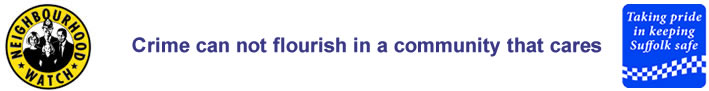 NEIGHBOURHOOD
WATCH
Crime can not flourish in a community that cares
Taking pride
in keeping
Suffolk safe